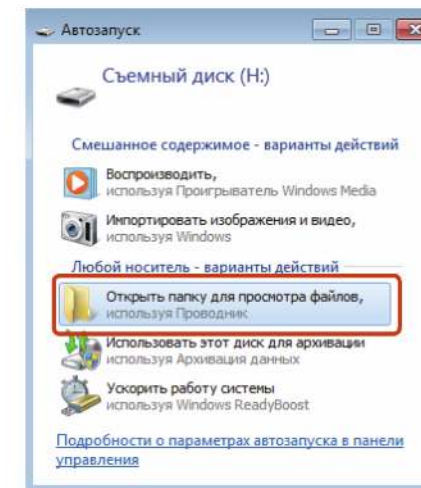 Автозапуск
Съемный диск (H:)
Смешанное содержимое - варианты действий
Воспроизводить,
используя Проигрыватель Windows Media
Импортировать изображения и видео,
используя Windows
Любой носитель - варианты действий
Открыть папку для просмотра файлов,
используя Проводник
Использовать этот диск для архивации
используя Архивация данных
Ускорить работу системы
используя Windows ReadyBoost
Подробности о параметрах автозапуска в панели
управления